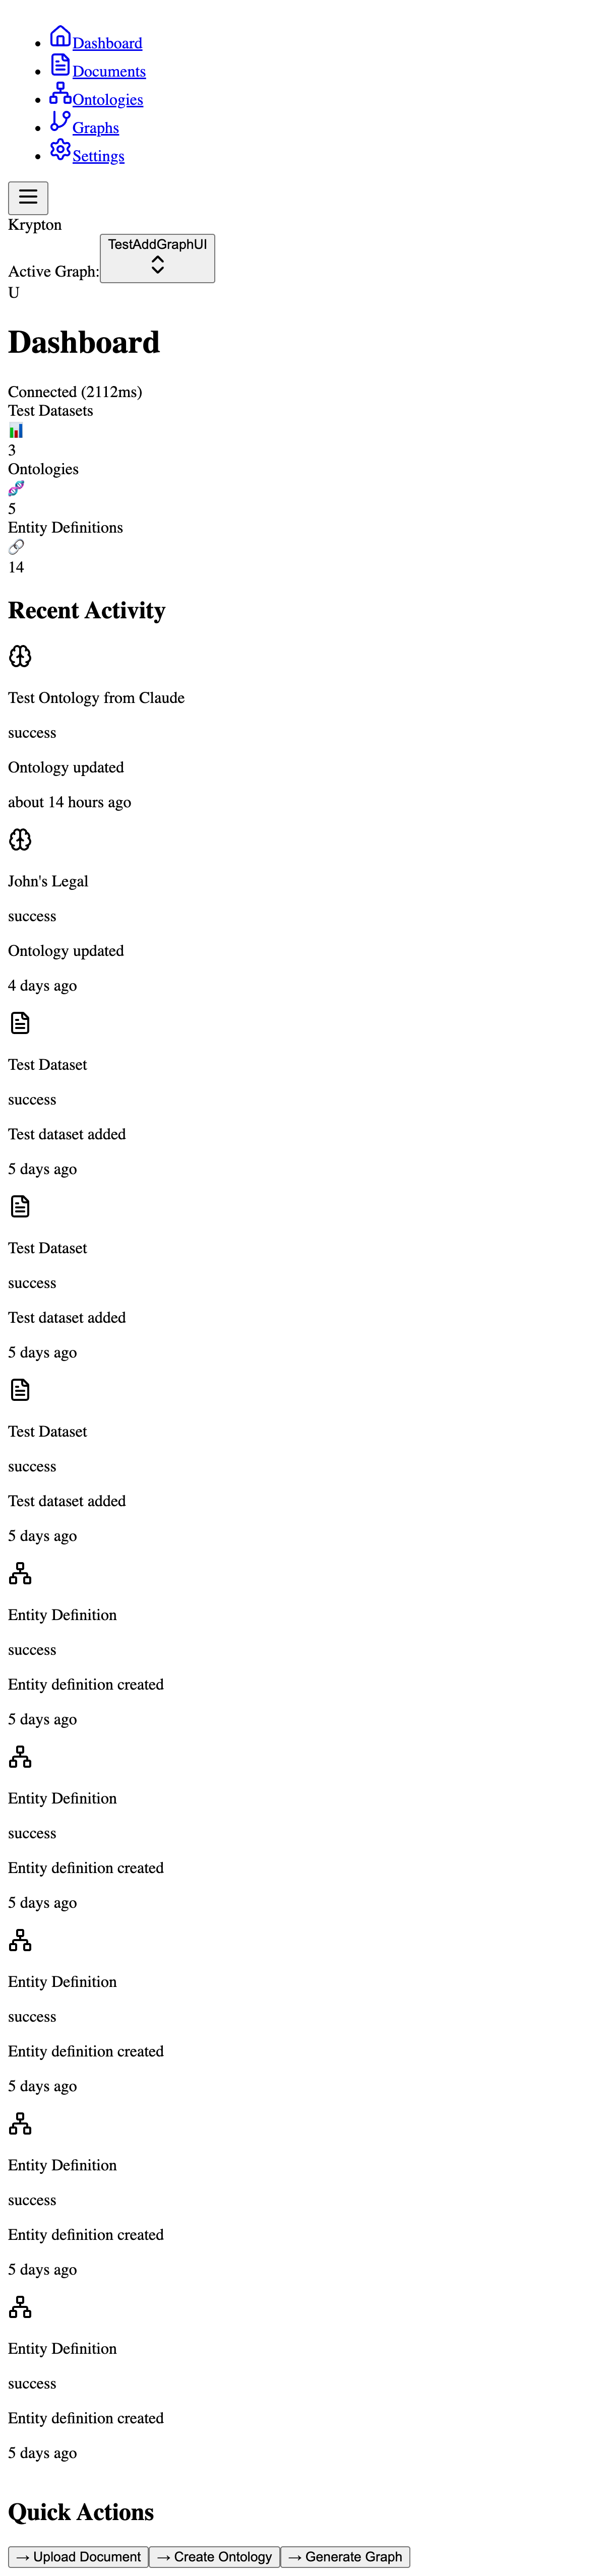 Dashboard
Documents
Ontologies
Graphs
Settings
Krypton
TestAddGraphUI
Active Graph:
U
Dashboard
Connected (2112ms)
Test Datasets
3
Ontologies
5
Entity Definitions
14
Recent Activity
Test Ontology from Claude
success
Ontology updated
about 14 hours ago
John's Legal
success
Ontology updated
4 days ago
Test Dataset
success
Test dataset added
5 days ago
Test Dataset
success
Test dataset added
5 days ago
Test Dataset
success
Test dataset added
5 days ago
Entity Definition
success
Entity definition created
5 days ago
Entity Definition
success
Entity definition created
5 days ago
Entity Definition
success
Entity definition created
5 days ago
Entity Definition
success
Entity definition created
5 days ago
Entity Definition
success
Entity definition created
5 days ago
Quick Actions
→ Upload Document → Create Ontology → Generate Graph